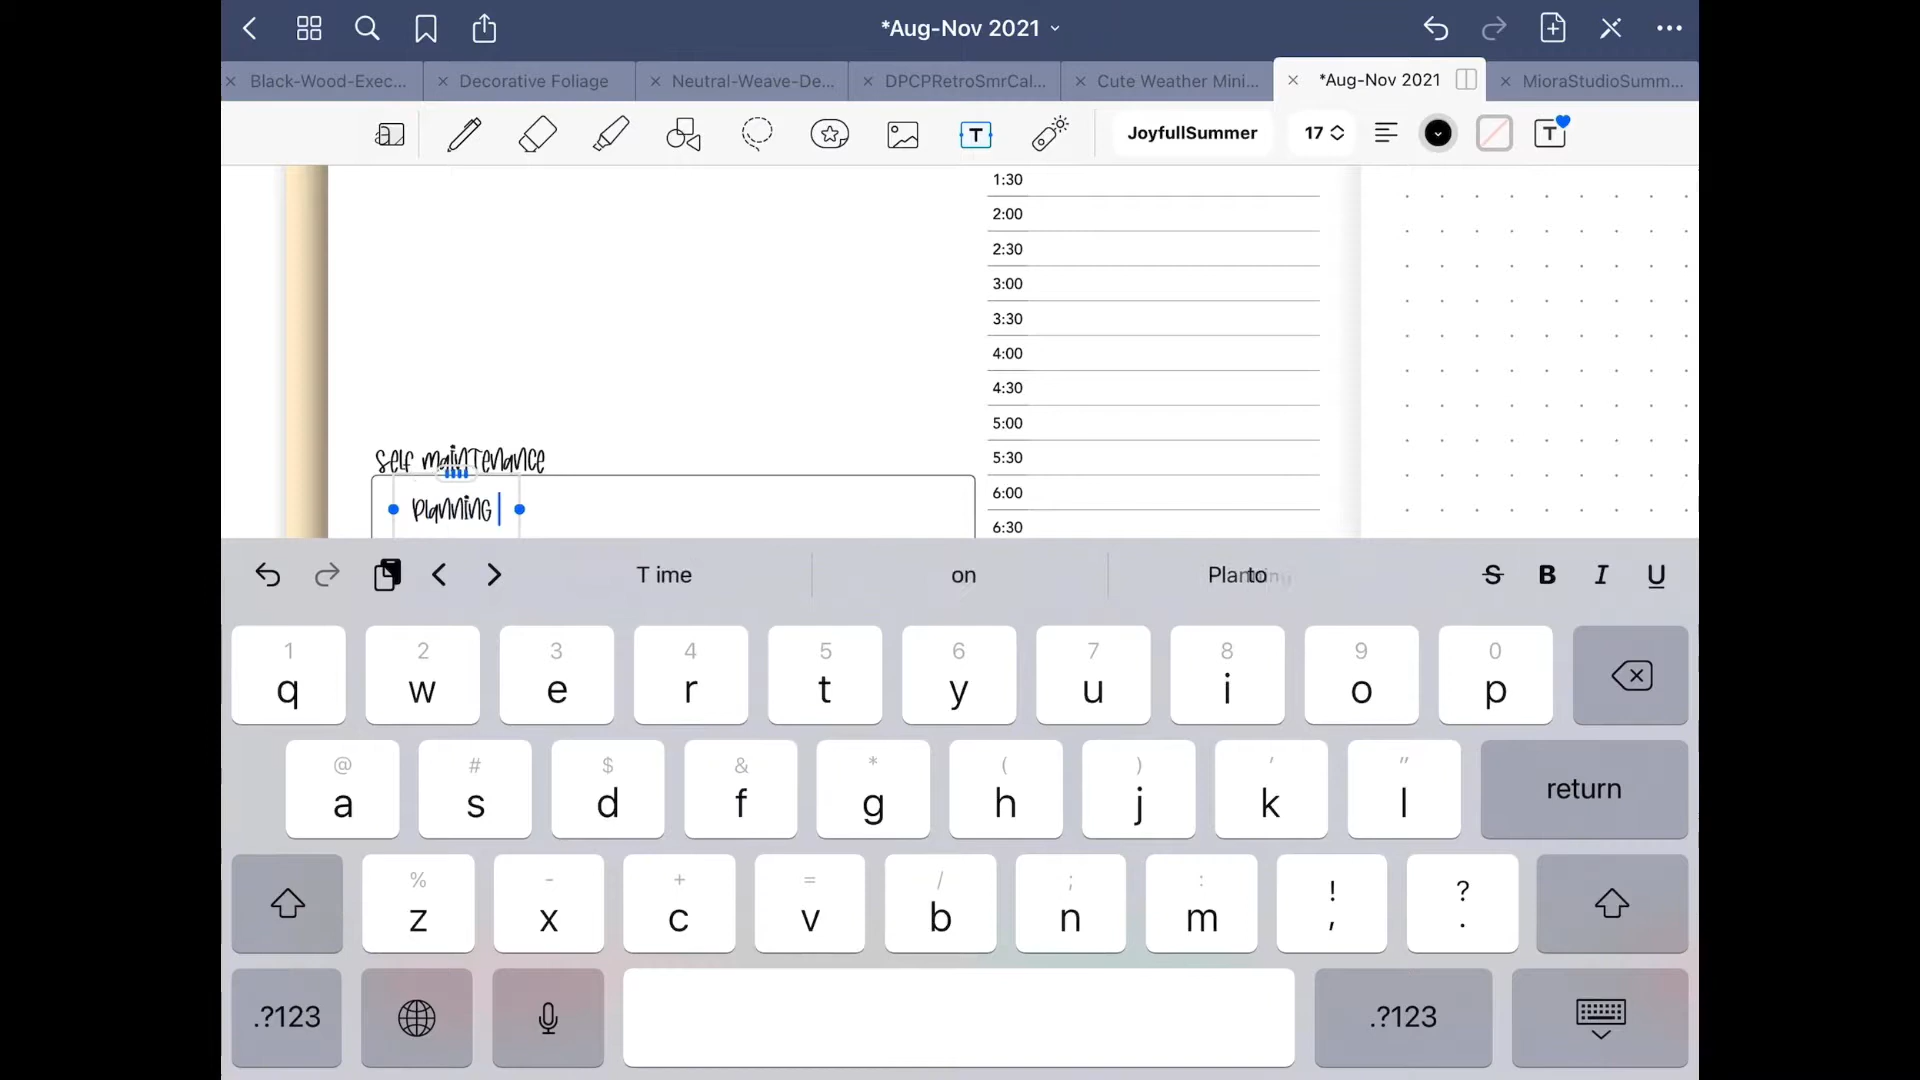 *Aug-Nov 2021
Black-Wood-Exec...
Decorative Foliage
Neutral-Weave-De...
DPCPRetroSmrCal...
Cute Weather Mini...
*Aug-Nov 2021
MioraStudioSumm...
JoyfullSummer
17
1:30
2:00
2:30
3:00
3:30
4:00
4:30
5:00
5:30
6:00
6:30
self maintenance
Planning
T ime
on
to
S B I U
1 2 3 4 5 6 7 8 9 0
q w e r t y u i o p
@ # $ & * ( ) ' "
a s d f g h j k l return
% - + = / ; : ! ?
z x c v b n m , .
.?123 .?123